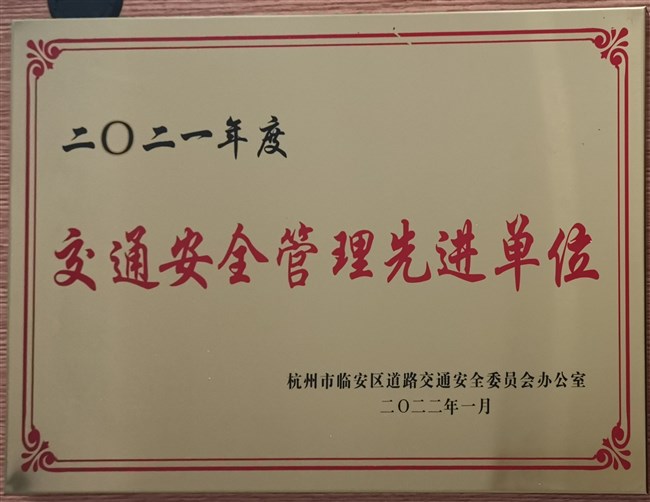 二〇二一年度
交通安全管理先进单位
杭州市临安区道路交通安全委员会办公室
二〇二二年一月